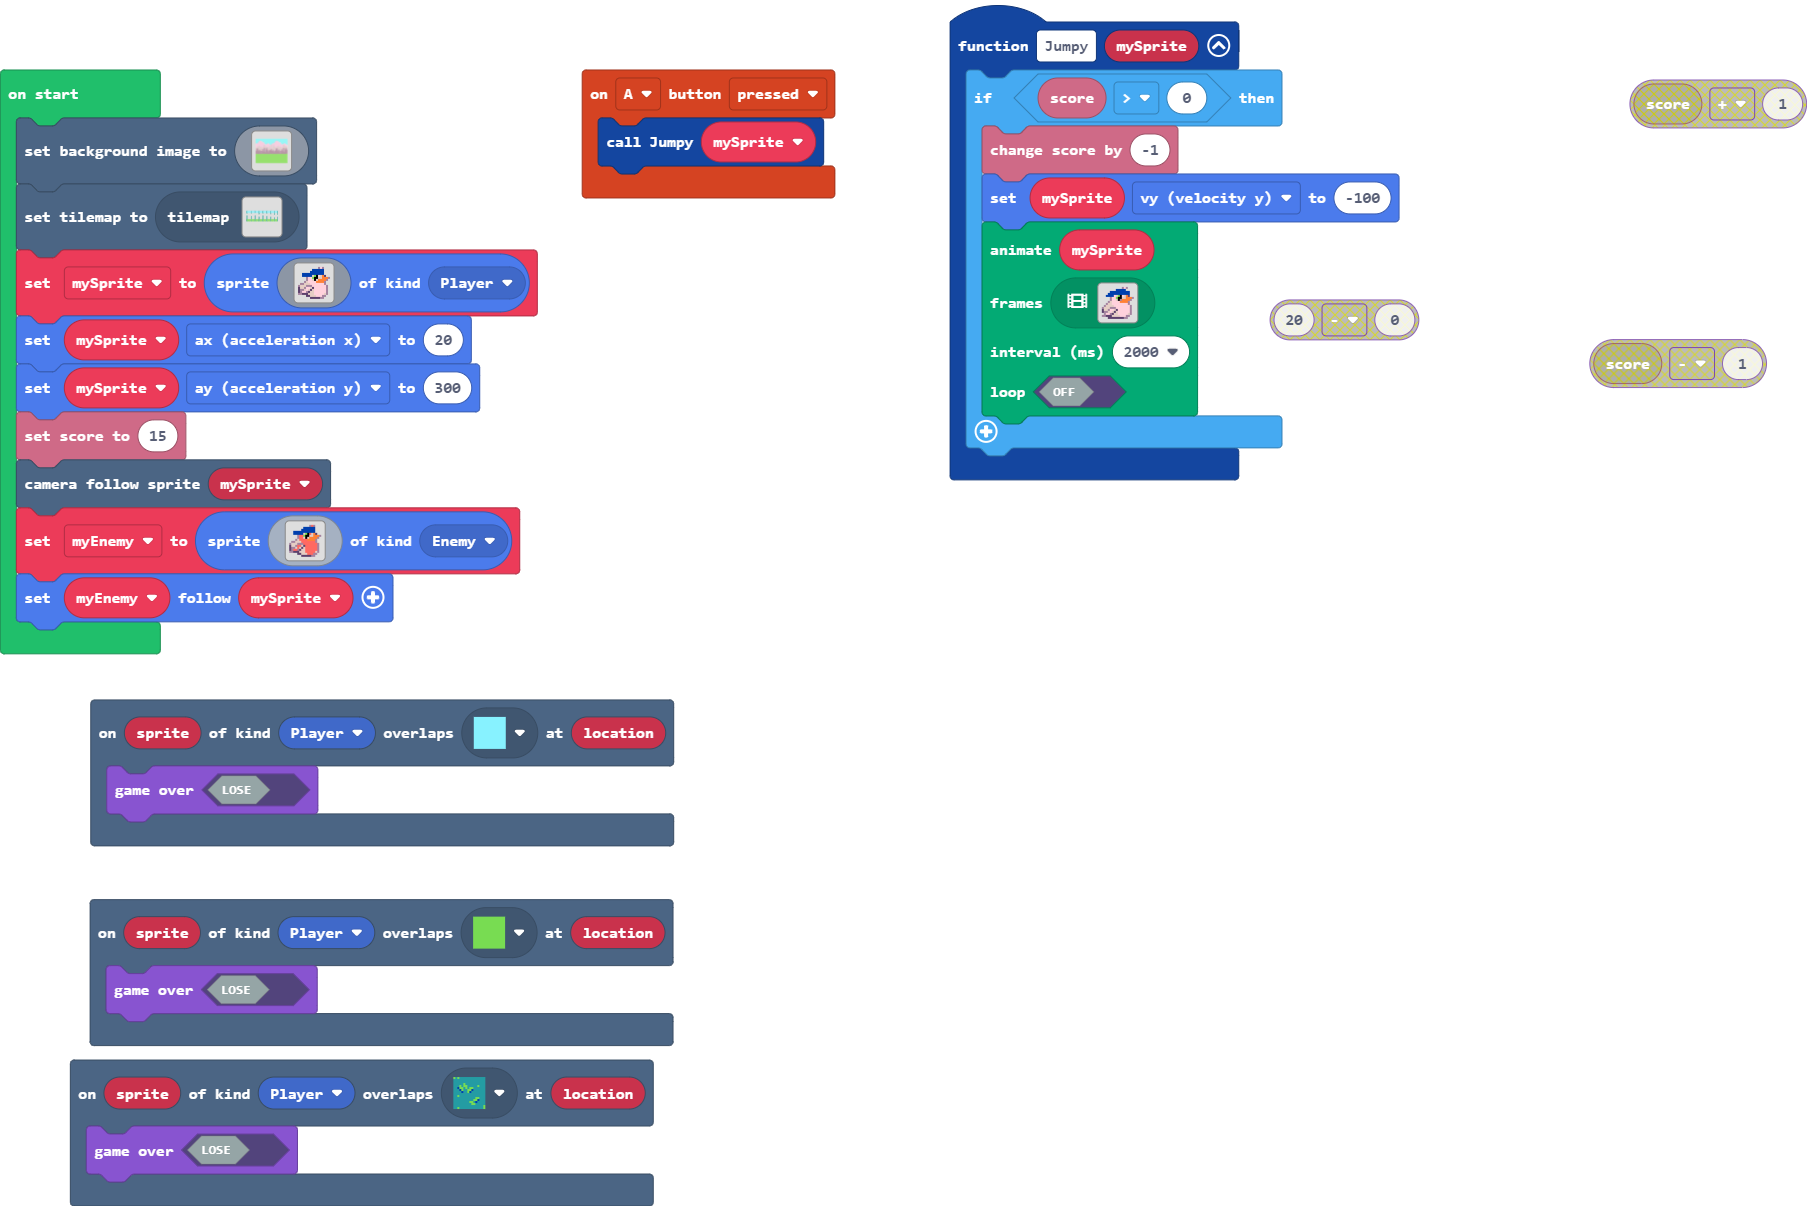 on start
set background image to
set tilemap to tilemap
set mySprite to sprite of kind Player
set mySprite ax (acceleration x) to 20
set mySprite ay (acceleration y) to 300
set score to 15
camera follow sprite mySprite
set myEnemy to sprite of kind Enemy
set myEnemy follow mySprite
on A button pressed
call Jumpy mySprite
function Jumpy mySprite
if score > 0 then
change score by -1
set mySprite vy (velocity y) to -100
animate mySprite
frames
interval (ms) 2000
loop OFF
score + 1
20 - 0
score - 1
on sprite of kind Player overlaps at location
game over LOSE
on sprite of kind Player overlaps at location
game over LOSE
on sprite of kind Player overlaps at location
game over LOSE